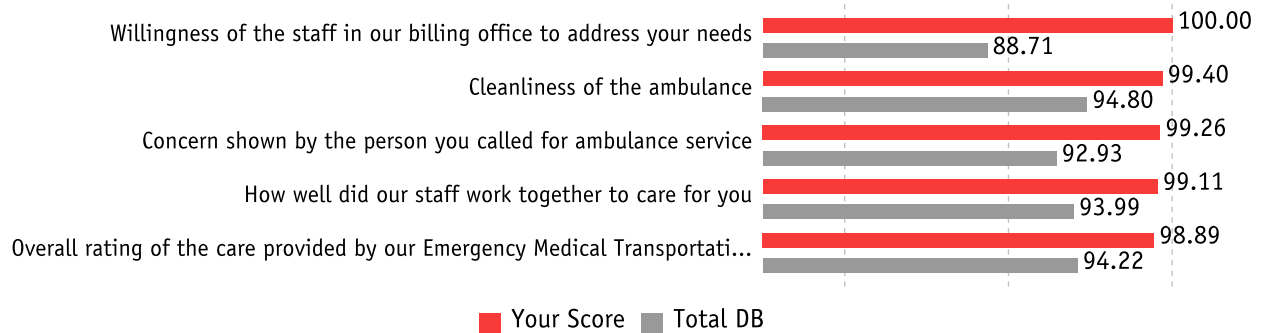 Willingness of the staff in our billing office to address your needs
100.00
88.71
Cleanliness of the ambulance
99.40
94.80
Concern shown by the person you called for ambulance service
99.26
92.93
How well did our staff work together to care for you
99.11
93.99
Overall rating of the care provided by our Emergency Medical Transportati...
98.89
94.22
Your Score
Total DB